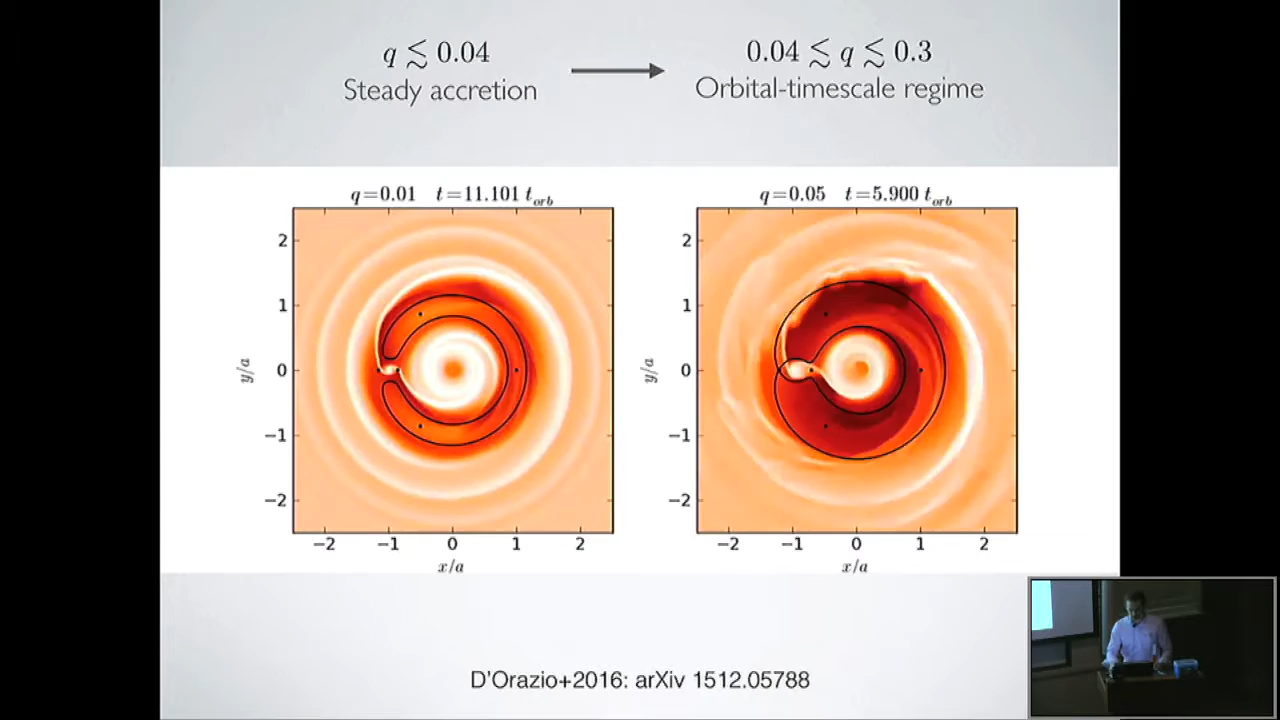 q ≲ 0.04
Steady accretion
0.04 ≲ q ≲ 0.3
Orbital-timescale regime
q=0.01 t=11.101 t_orb
2
1
0
−1
−2
y/a
−2 −1 0 1 2
x/a
q=0.05 t=5.900 t_orb
2
1
0
−1
−2
y/a
−2 −1 0 1 2
x/a
D'Orazio+2016: arXiv 1512.05788